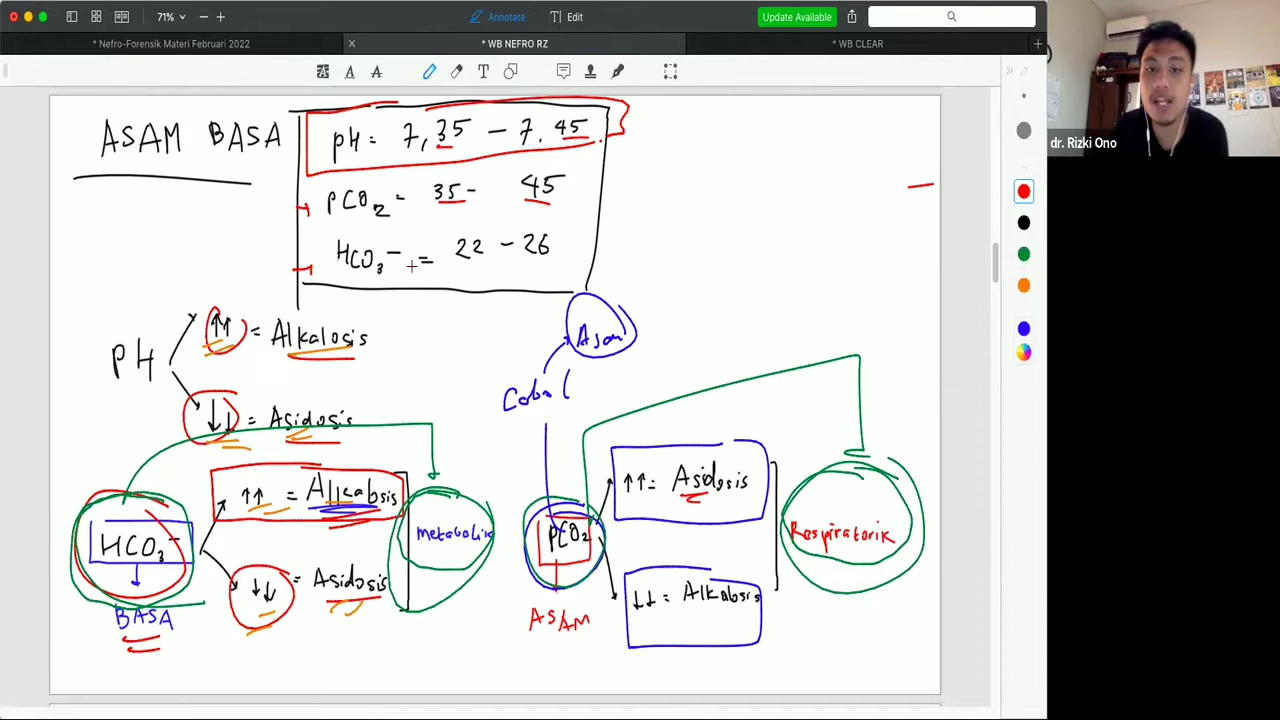 71%
Annotate
Edit
Update Available
* Nefro-Forensik Materi Februari 2022
* WB NEFRO RZ
* WB CLEAR
dr. Rizki Ono
ASAM BASA
pH = 7,35 - 7.45
PCO2 = 35 - 45
HCO3- = 22 - 26
PH
↑↑ = Alkalosis
↓↓ = Asidosis
Asam
HCO3-
BASA
↑↑ = Alkalosis
↓↓ = Asidosis
Metabolik
PCO2
ASAM
↑↑ = Asidosis
↓↓ = Alkalosis
Respiratorik